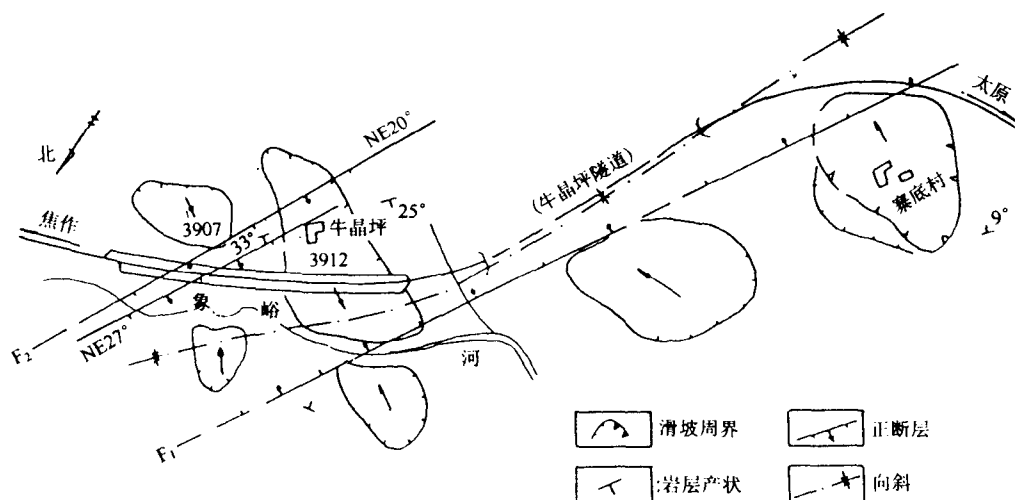 太原
NE20°
北
(牛晶坪隧道)
寨底村
焦作
3907
33°
25°
牛晶坪
9°
3912
象
峪
河
F₂
NE27°
F₁
滑坡周界
正断层
岩层产状
向斜